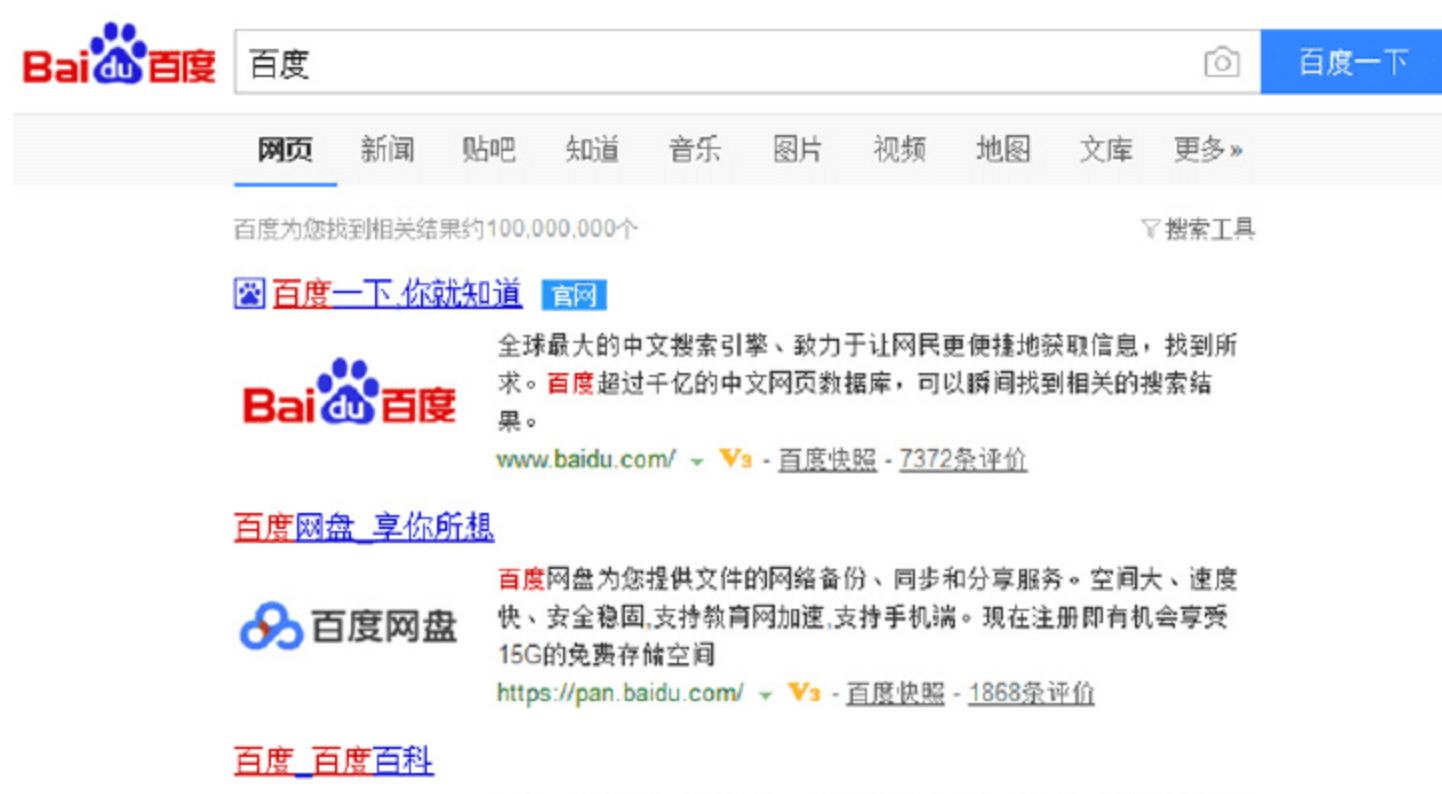 Bai du 百度 百度 百度一下
网页 新闻 贴吧 知道 音乐 图片 视频 地图 文库 更多»
百度为您找到相关结果约100,000,000个 搜索工具
百度一下,你就知道 官网
全球最大的中文搜索引擎、致力于让网民更便捷地获取信息，找到所
求。百度超过千亿的中文网页数据库，可以瞬间找到相关的搜索结
果。
Bai du 百度
www.baidu.com/ V3 - 百度快照 - 7372条评价
百度网盘_享你所想
百度网盘为您提供文件的网络备份、同步和分享服务。空间大、速度
快、安全稳固,支持教育网加速,支持手机端。现在注册即有机会享受
15G的免费存储空间
百度网盘
https://pan.baidu.com/ V3 - 百度快照 - 1868条评价
百度_百度百科